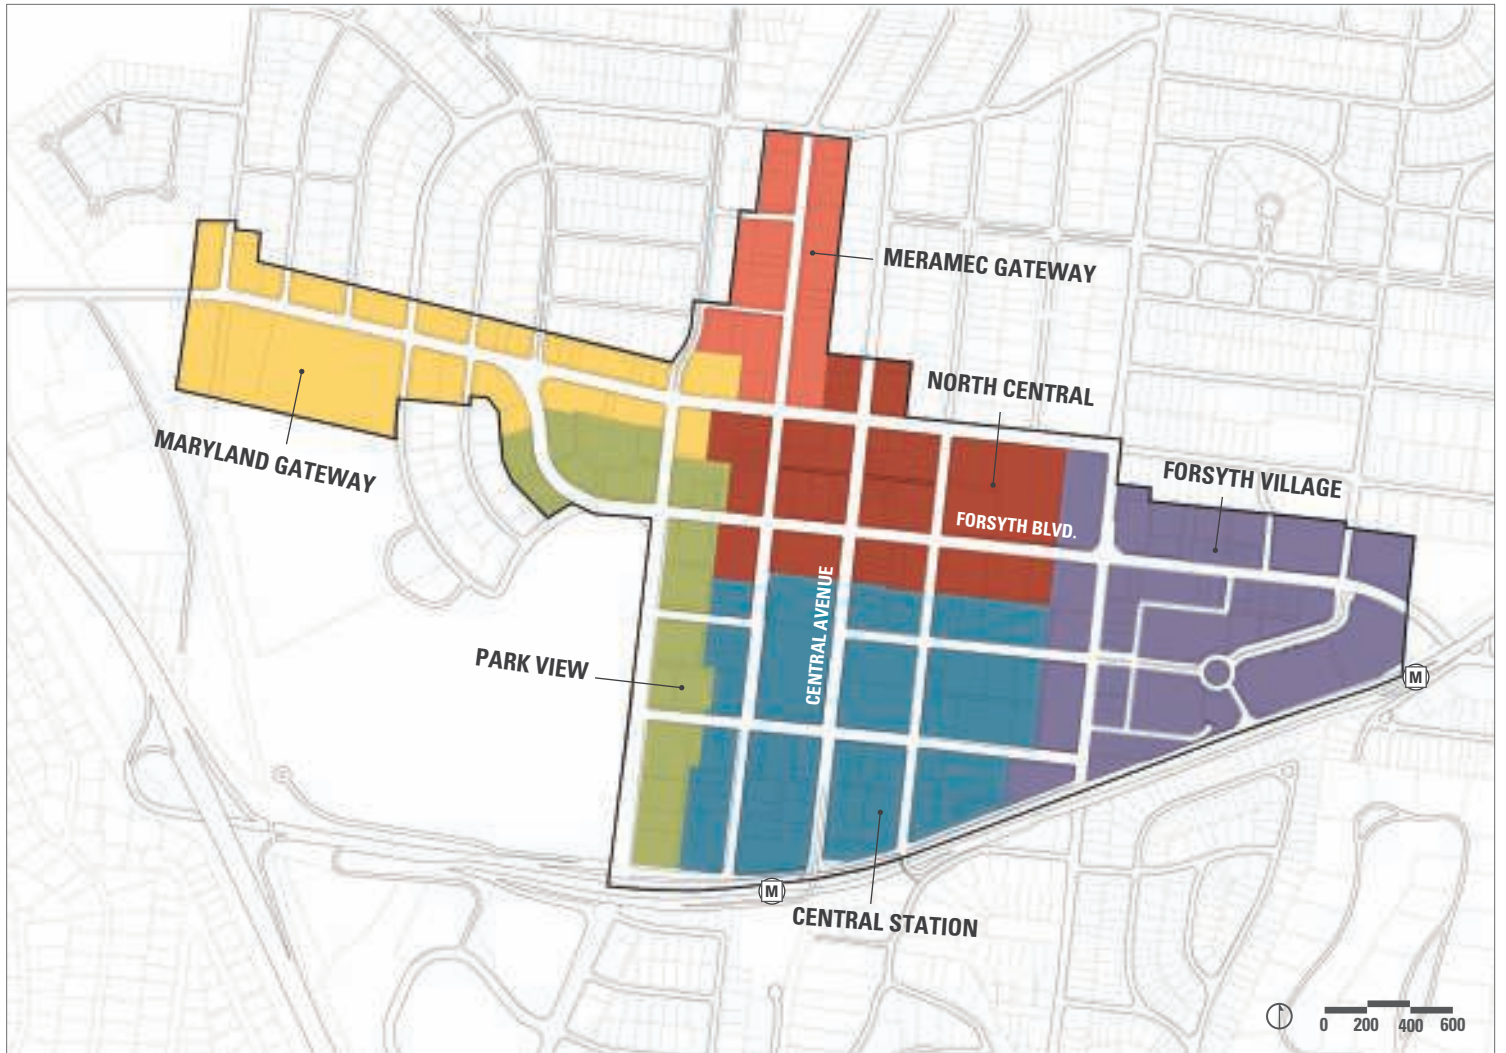 MERAMEC GATEWAY
NORTH CENTRAL
MARYLAND GATEWAY
FORSYTH VILLAGE
FORSYTH BLVD.
CENTRAL AVENUE
PARK VIEW
M
M
CENTRAL STATION
0 200 400 600